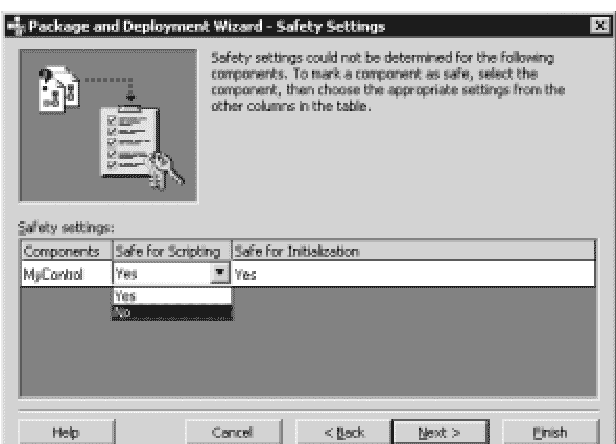 Package and Deployment Wizard - Safety Settings
Safety settings could not be determined for the following
components. To mark a component as safe, select the
component, then choose the appropriate settings from the
other columns in the table.
Safety settings:
Components Safe for Scripting Safe for Initialization
MyControl Yes Yes
Yes
No
Help Cancel < Back Next > Finish